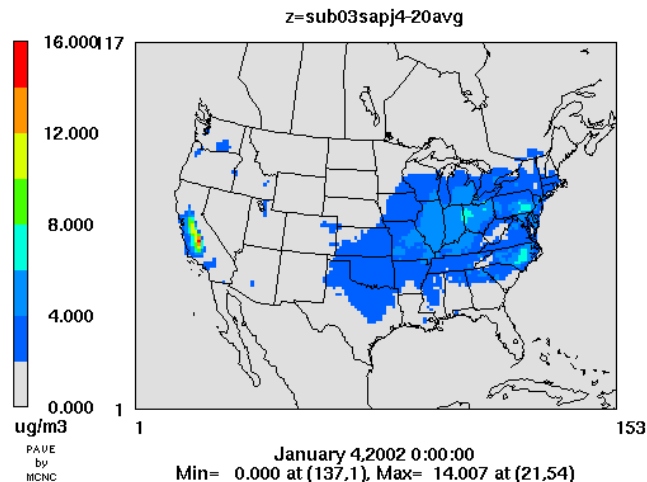 z=sub03sapj4-20avg
16.000
117
12.000
8.000
4.000
0.000
1
ug/m3
1
153
PAVE
by
MCNC
January 4,2002 0:00:00
Min= 0.000 at (137,1), Max= 14.007 at (21,54)